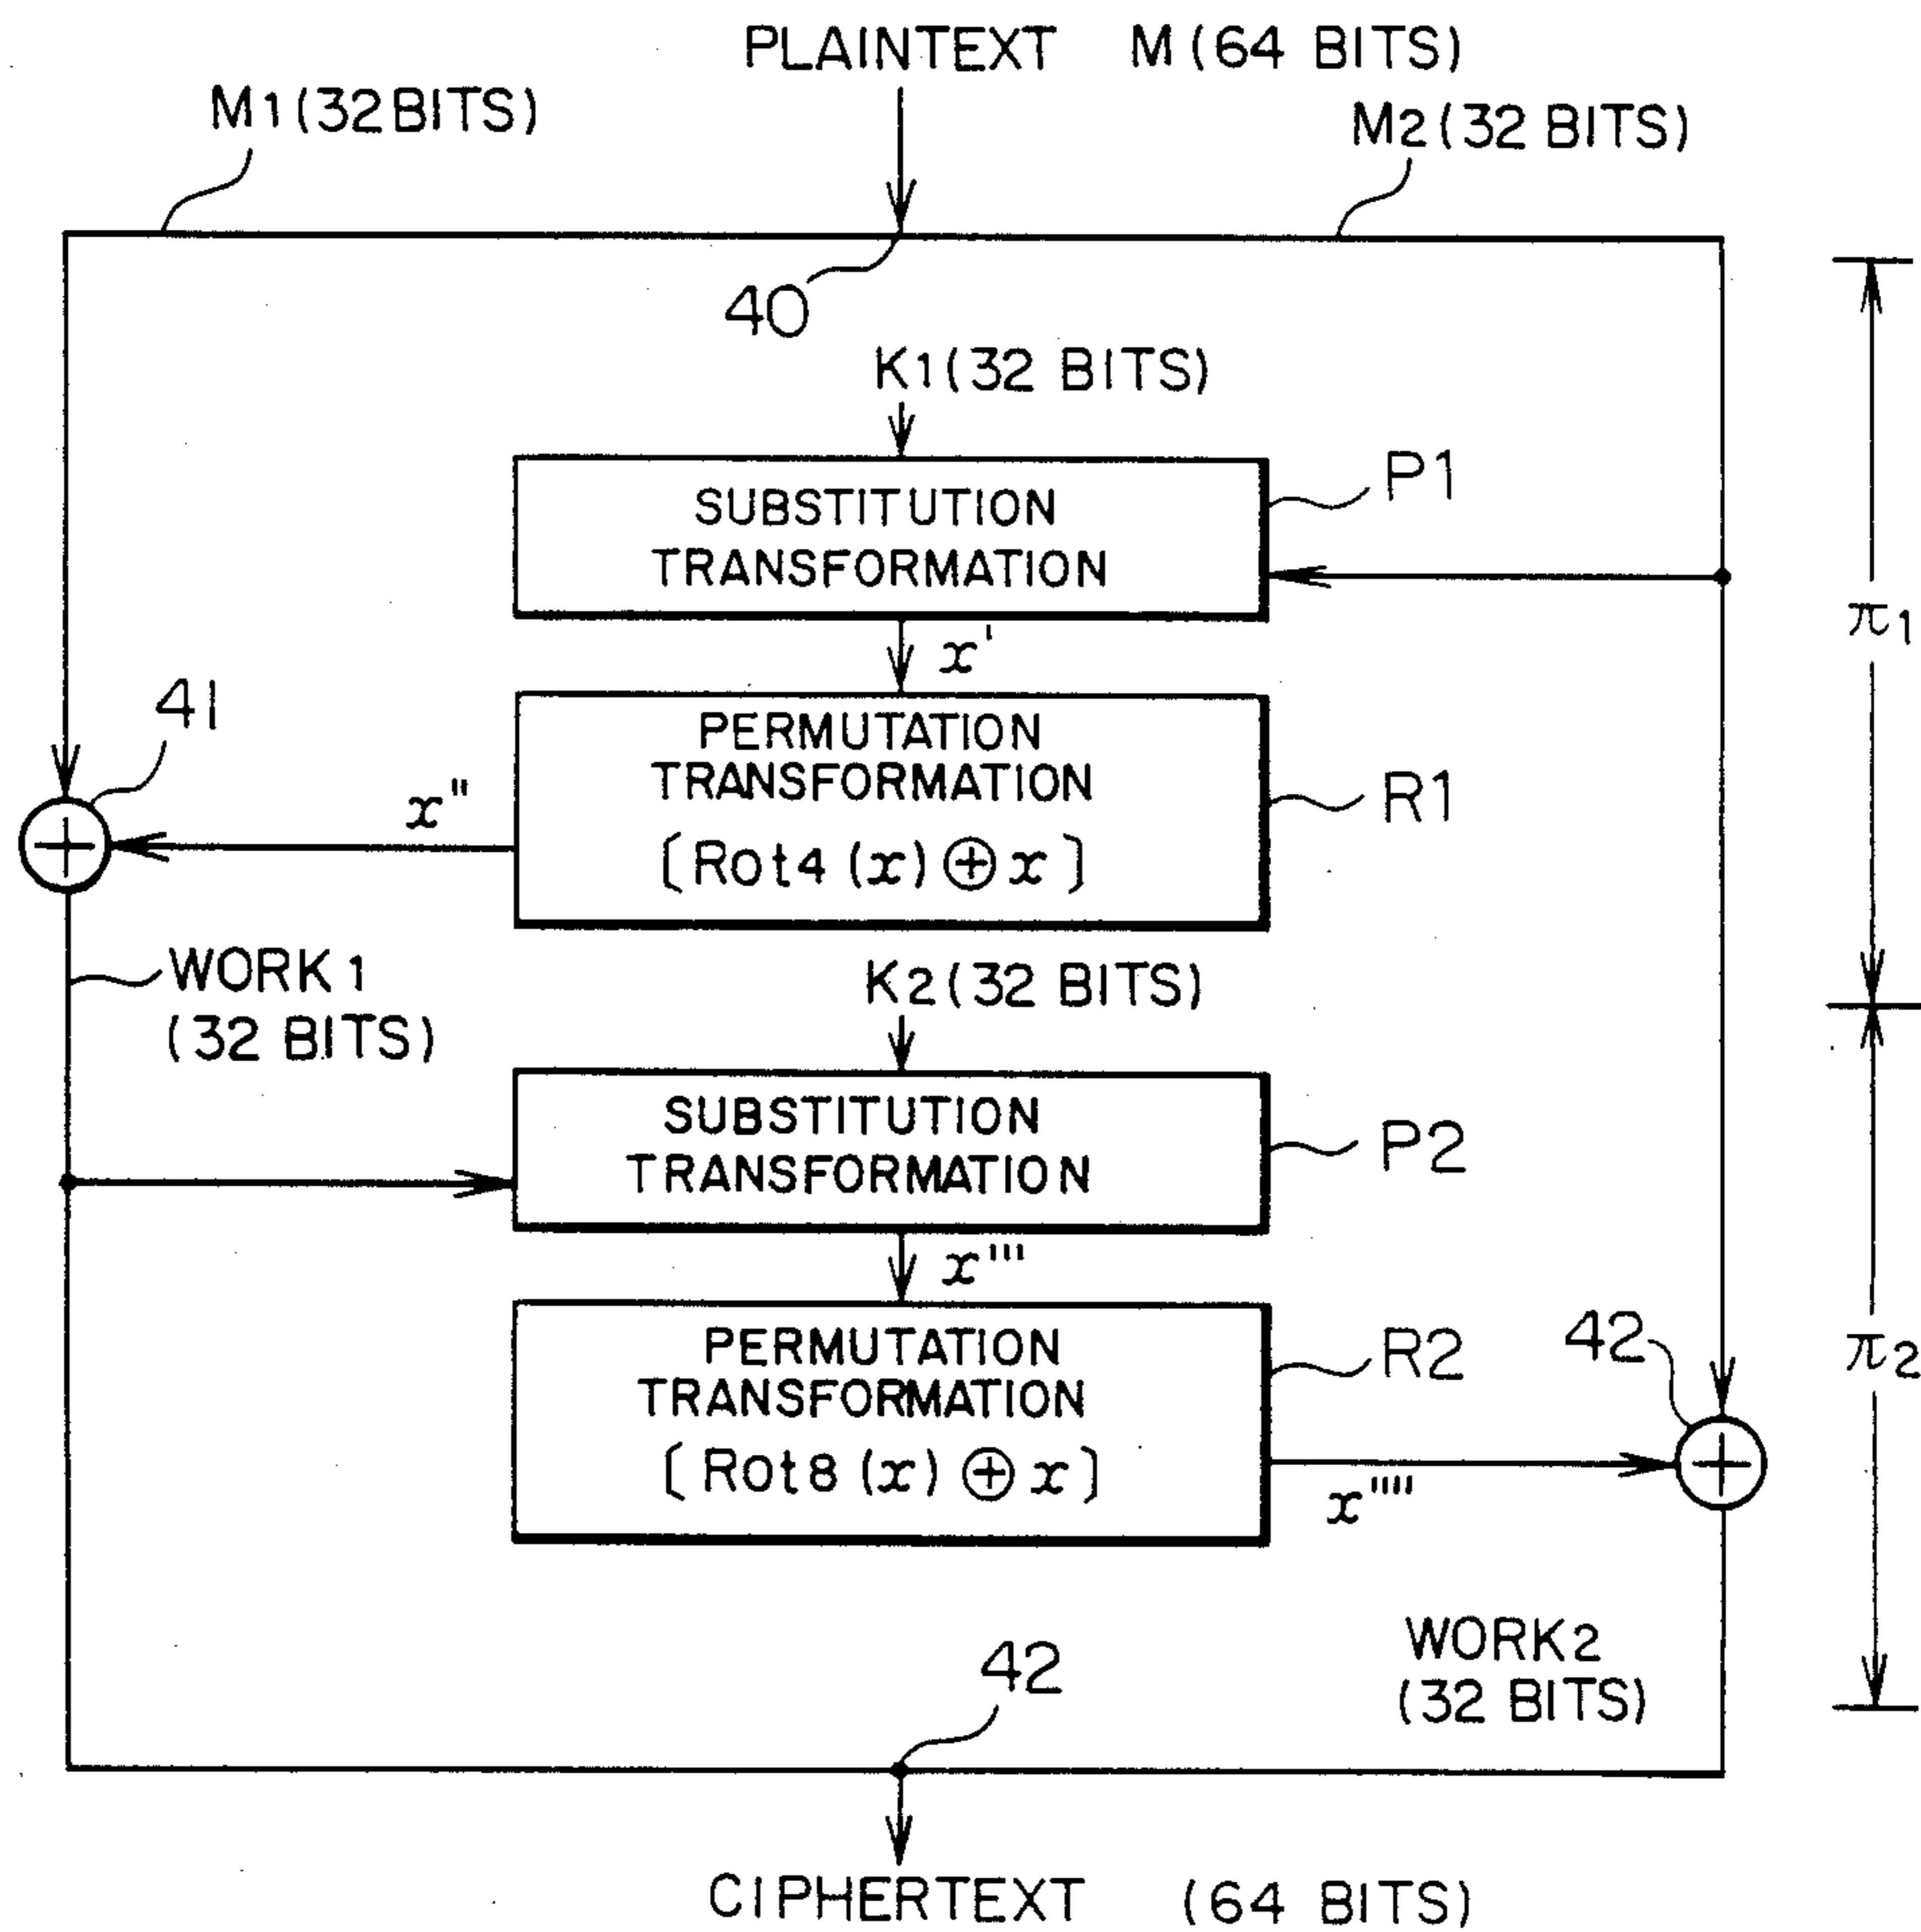 PLAINTEXT M (64 BITS)
M1 (32 BITS)
M2 (32 BITS)
40
K1 (32 BITS)
P1
SUBSTITUTION
TRANSFORMATION
π1
x'
41
PERMUTATION
TRANSFORMATION
[Rot4 (x) ⊕ x]
R1
x''
WORK 1
(32 BITS)
K2 (32 BITS)
SUBSTITUTION
TRANSFORMATION
P2
x'''
PERMUTATION
TRANSFORMATION
[Rot8 (x) ⊕ x]
R2
42
π2
x''''
WORK2
(32 BITS)
42
CIPHERTEXT (64 BITS)